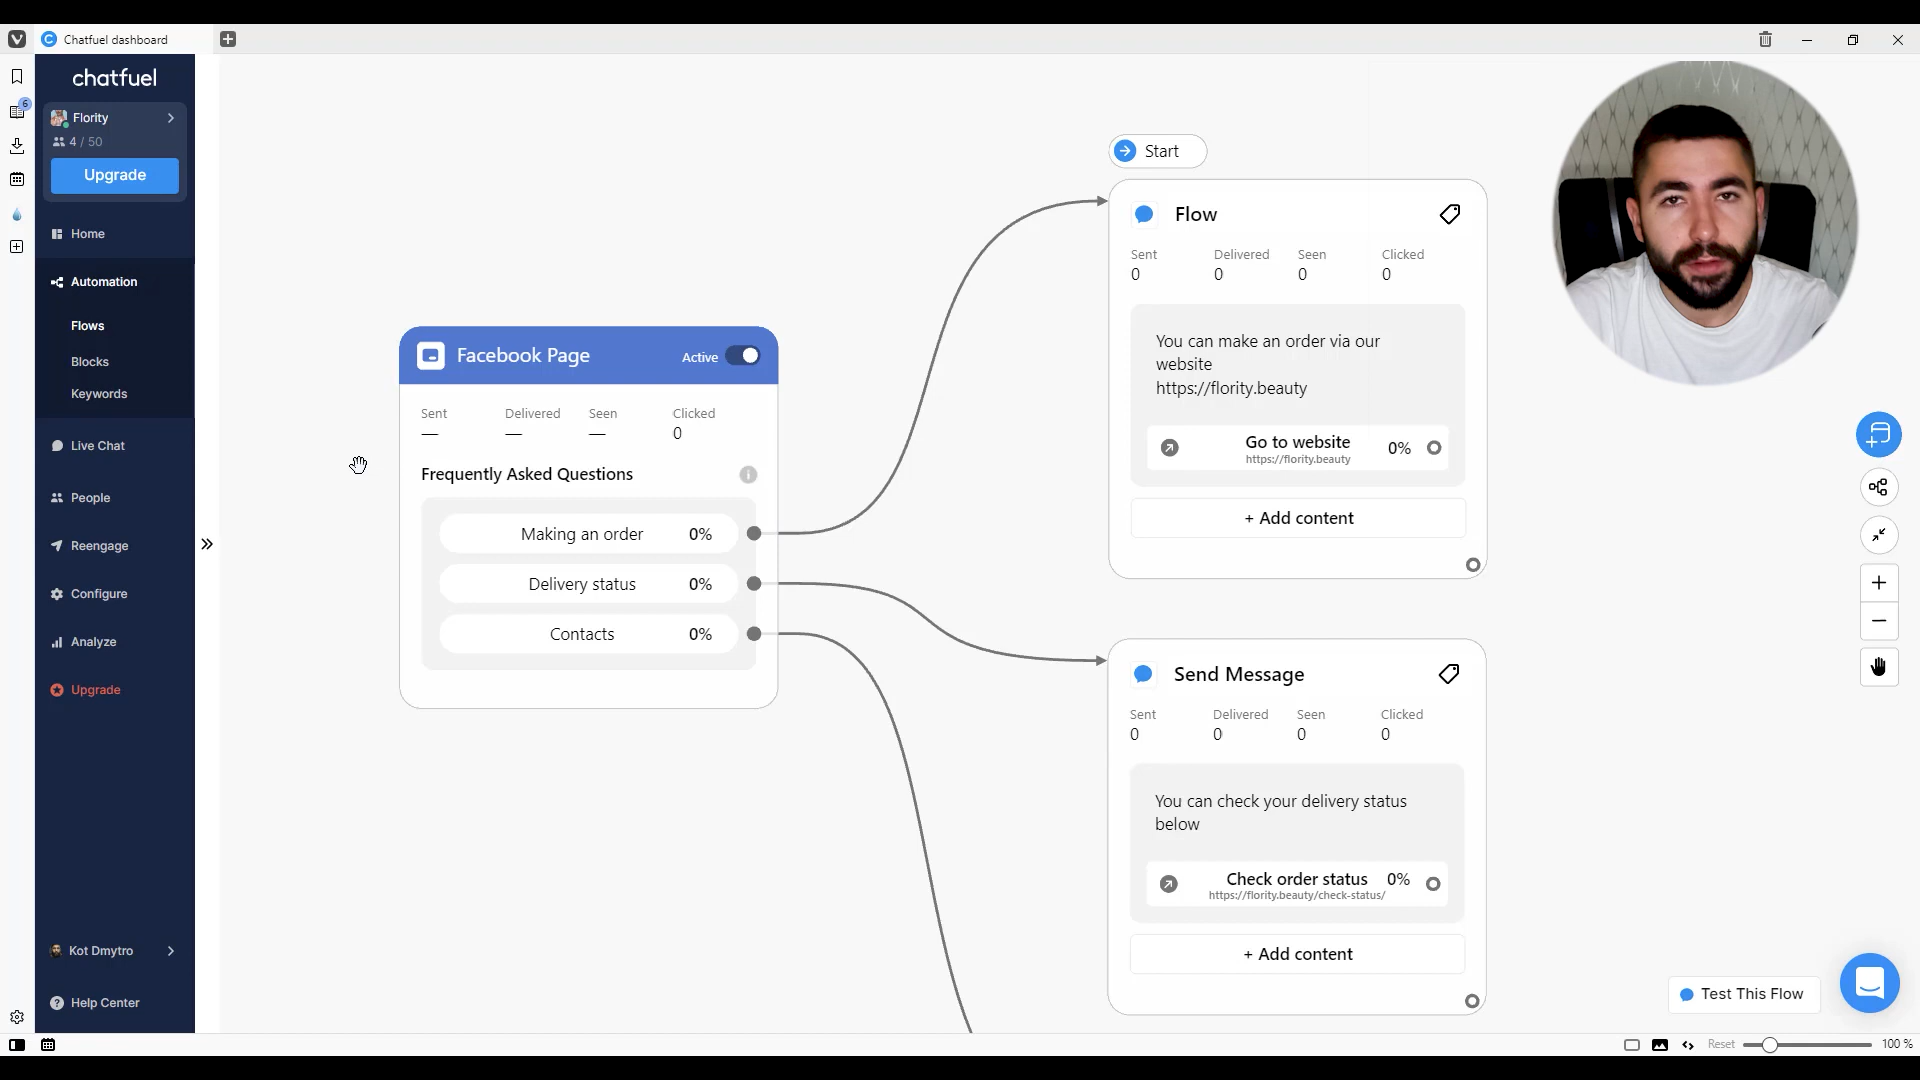 Chatfuel dashboard
6
chatfuel
Flority
4 / 50
Upgrade
Home
Automation
Flows
Blocks
Keywords
Live Chat
People
Reengage
Configure
Analyze
Upgrade
Kot Dmytro
Help Center
Facebook Page
Active
Sent Delivered Seen Clicked
— — — 0
Frequently Asked Questions
Making an order 0%
Delivery status 0%
Contacts 0%
Start
Flow
Sent Delivered Seen Clicked
0 0 0 0
You can make an order via our
website
https://flority.beauty
Go to website 0%
https://flority.beauty
+ Add content
Send Message
Sent Delivered Seen Clicked
0 0 0 0
You can check your delivery status
below
Check order status 0%
https://flority.beauty/check-status/
+ Add content
Test This Flow
Reset 100 %